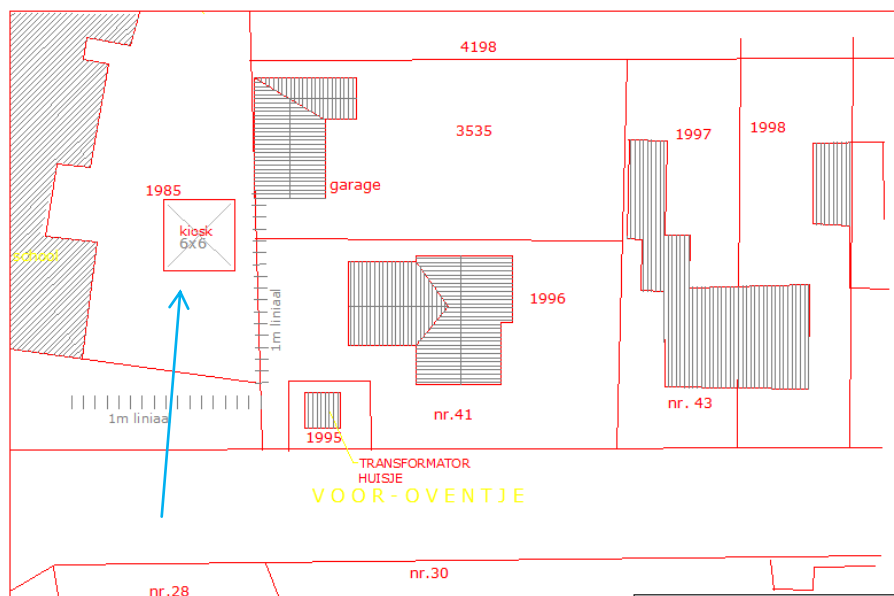 4198
3535
1997
1998
garage
1985
kiosk
6x6
school
1m liniaal
1996
1m liniaal
nr.41
nr. 43
1995
TRANSFORMATOR
HUISJE
VOOR-OVENTJE
nr.28
nr.30